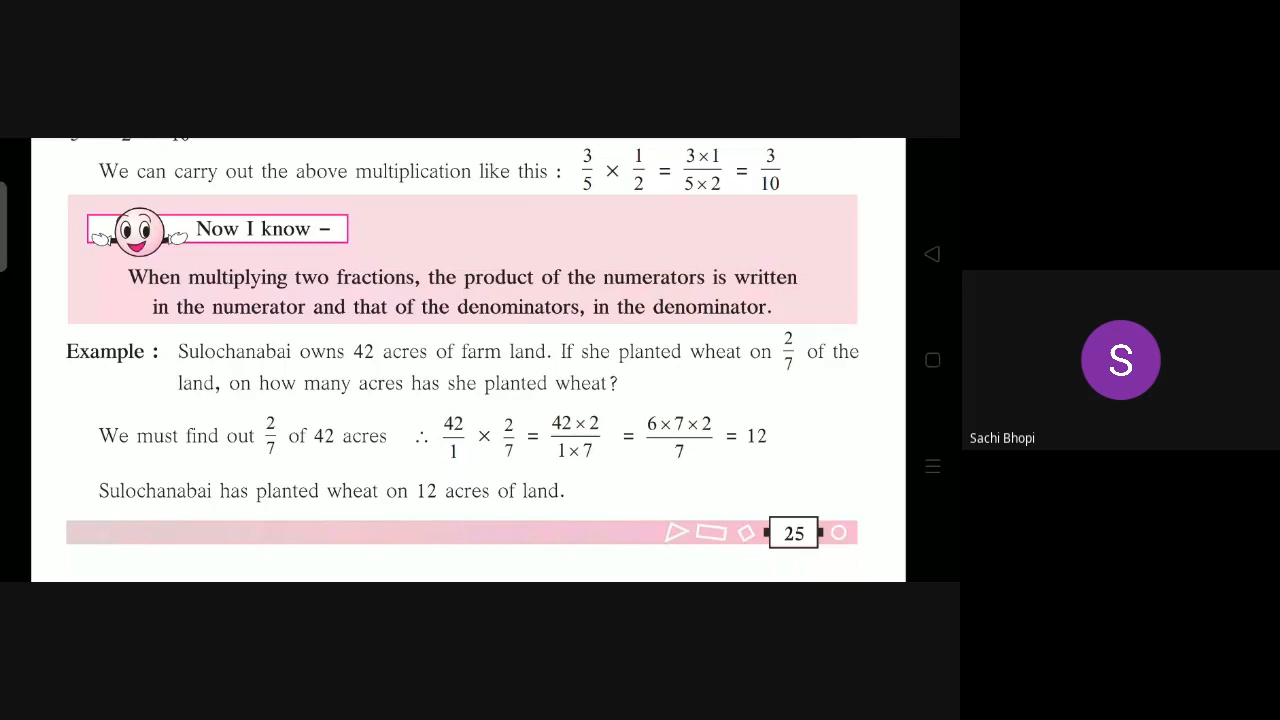 We can carry out the above multiplication like this : 3/5 × 1/2 = 3×1/5×2 = 3/10
Now I know –
When multiplying two fractions, the product of the numerators is written
in the numerator and that of the denominators, in the denominator.
Example : Sulochanabai owns 42 acres of farm land. If she planted wheat on 2/7 of the
land, on how many acres has she planted wheat?
We must find out 2/7 of 42 acres ∴ 42/1 × 2/7 = 42×2/1×7 = 6×7×2/7 = 12
Sulochanabai has planted wheat on 12 acres of land.
25
S
Sachi Bhopi